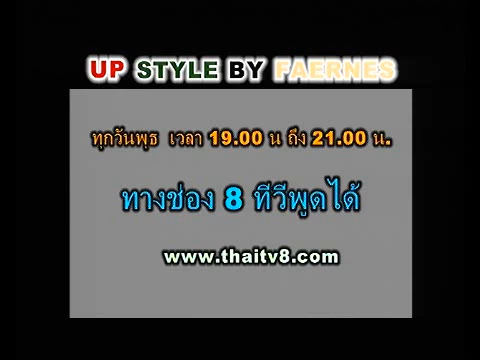 UP STYLE BY FAERNES
ทุกวันพุธ เวลา 19.00 น ถึง 21.00 น.
ทางช่อง 8 ทีวีพูดได้
www.thaitv8.com